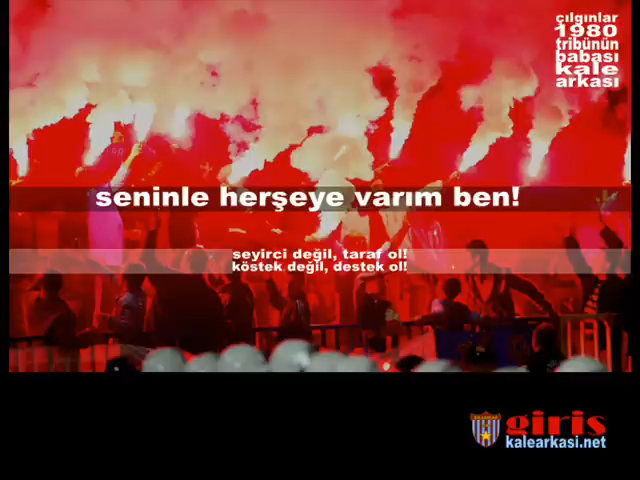 çılgınlar
1980
tribünün
babası
kale
arkası
seninle herşeye varım ben!
seyirci değil, taraf ol!
köstek değil, destek ol!
giris
kalearkasi.net